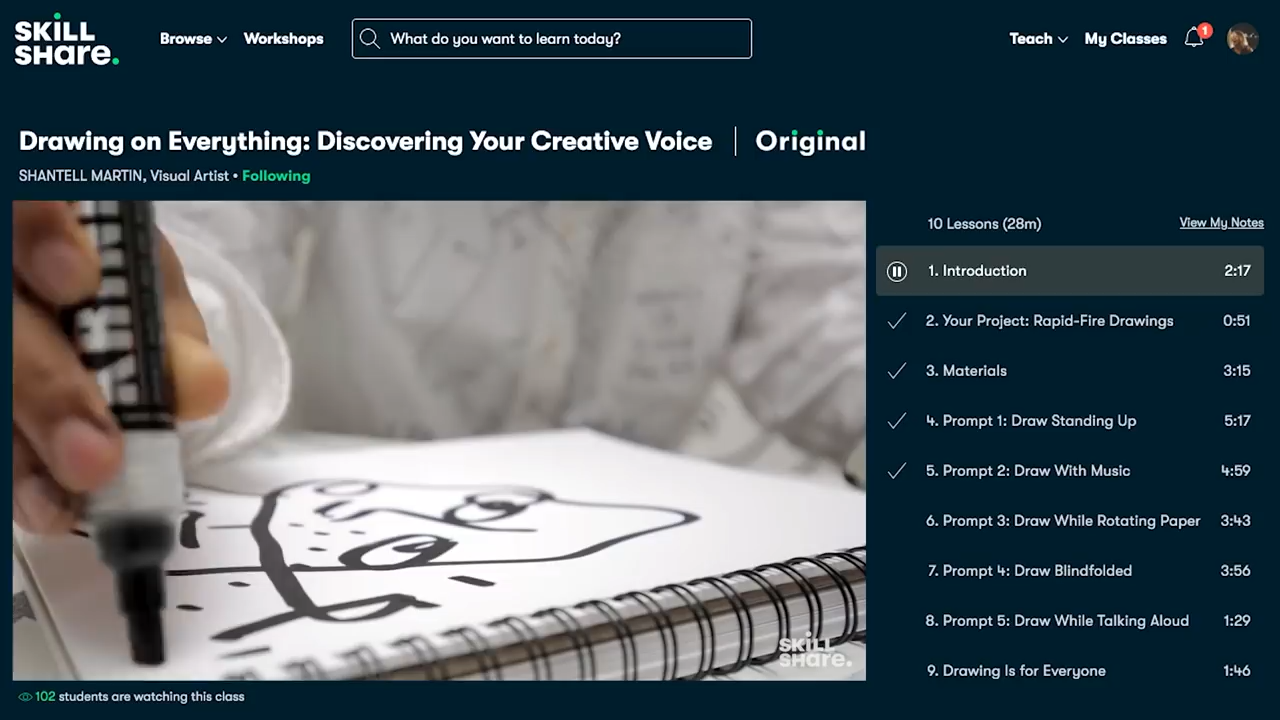 SKiLL
SHare.
Browse
Workshops
What do you want to learn today?
Teach
My Classes
1
Drawing on Everything: Discovering Your Creative Voice | Original
SHANTELL MARTIN, Visual Artist • Following
10 Lessons (28m)
View My Notes
1. Introduction 2:17
2. Your Project: Rapid-Fire Drawings 0:51
3. Materials 3:15
4. Prompt 1: Draw Standing Up 5:17
5. Prompt 2: Draw With Music 4:59
6. Prompt 3: Draw While Rotating Paper 3:43
7. Prompt 4: Draw Blindfolded 3:56
8. Prompt 5: Draw While Talking Aloud 1:29
9. Drawing Is for Everyone 1:46
SKiLL
SHare.
102 students are watching this class